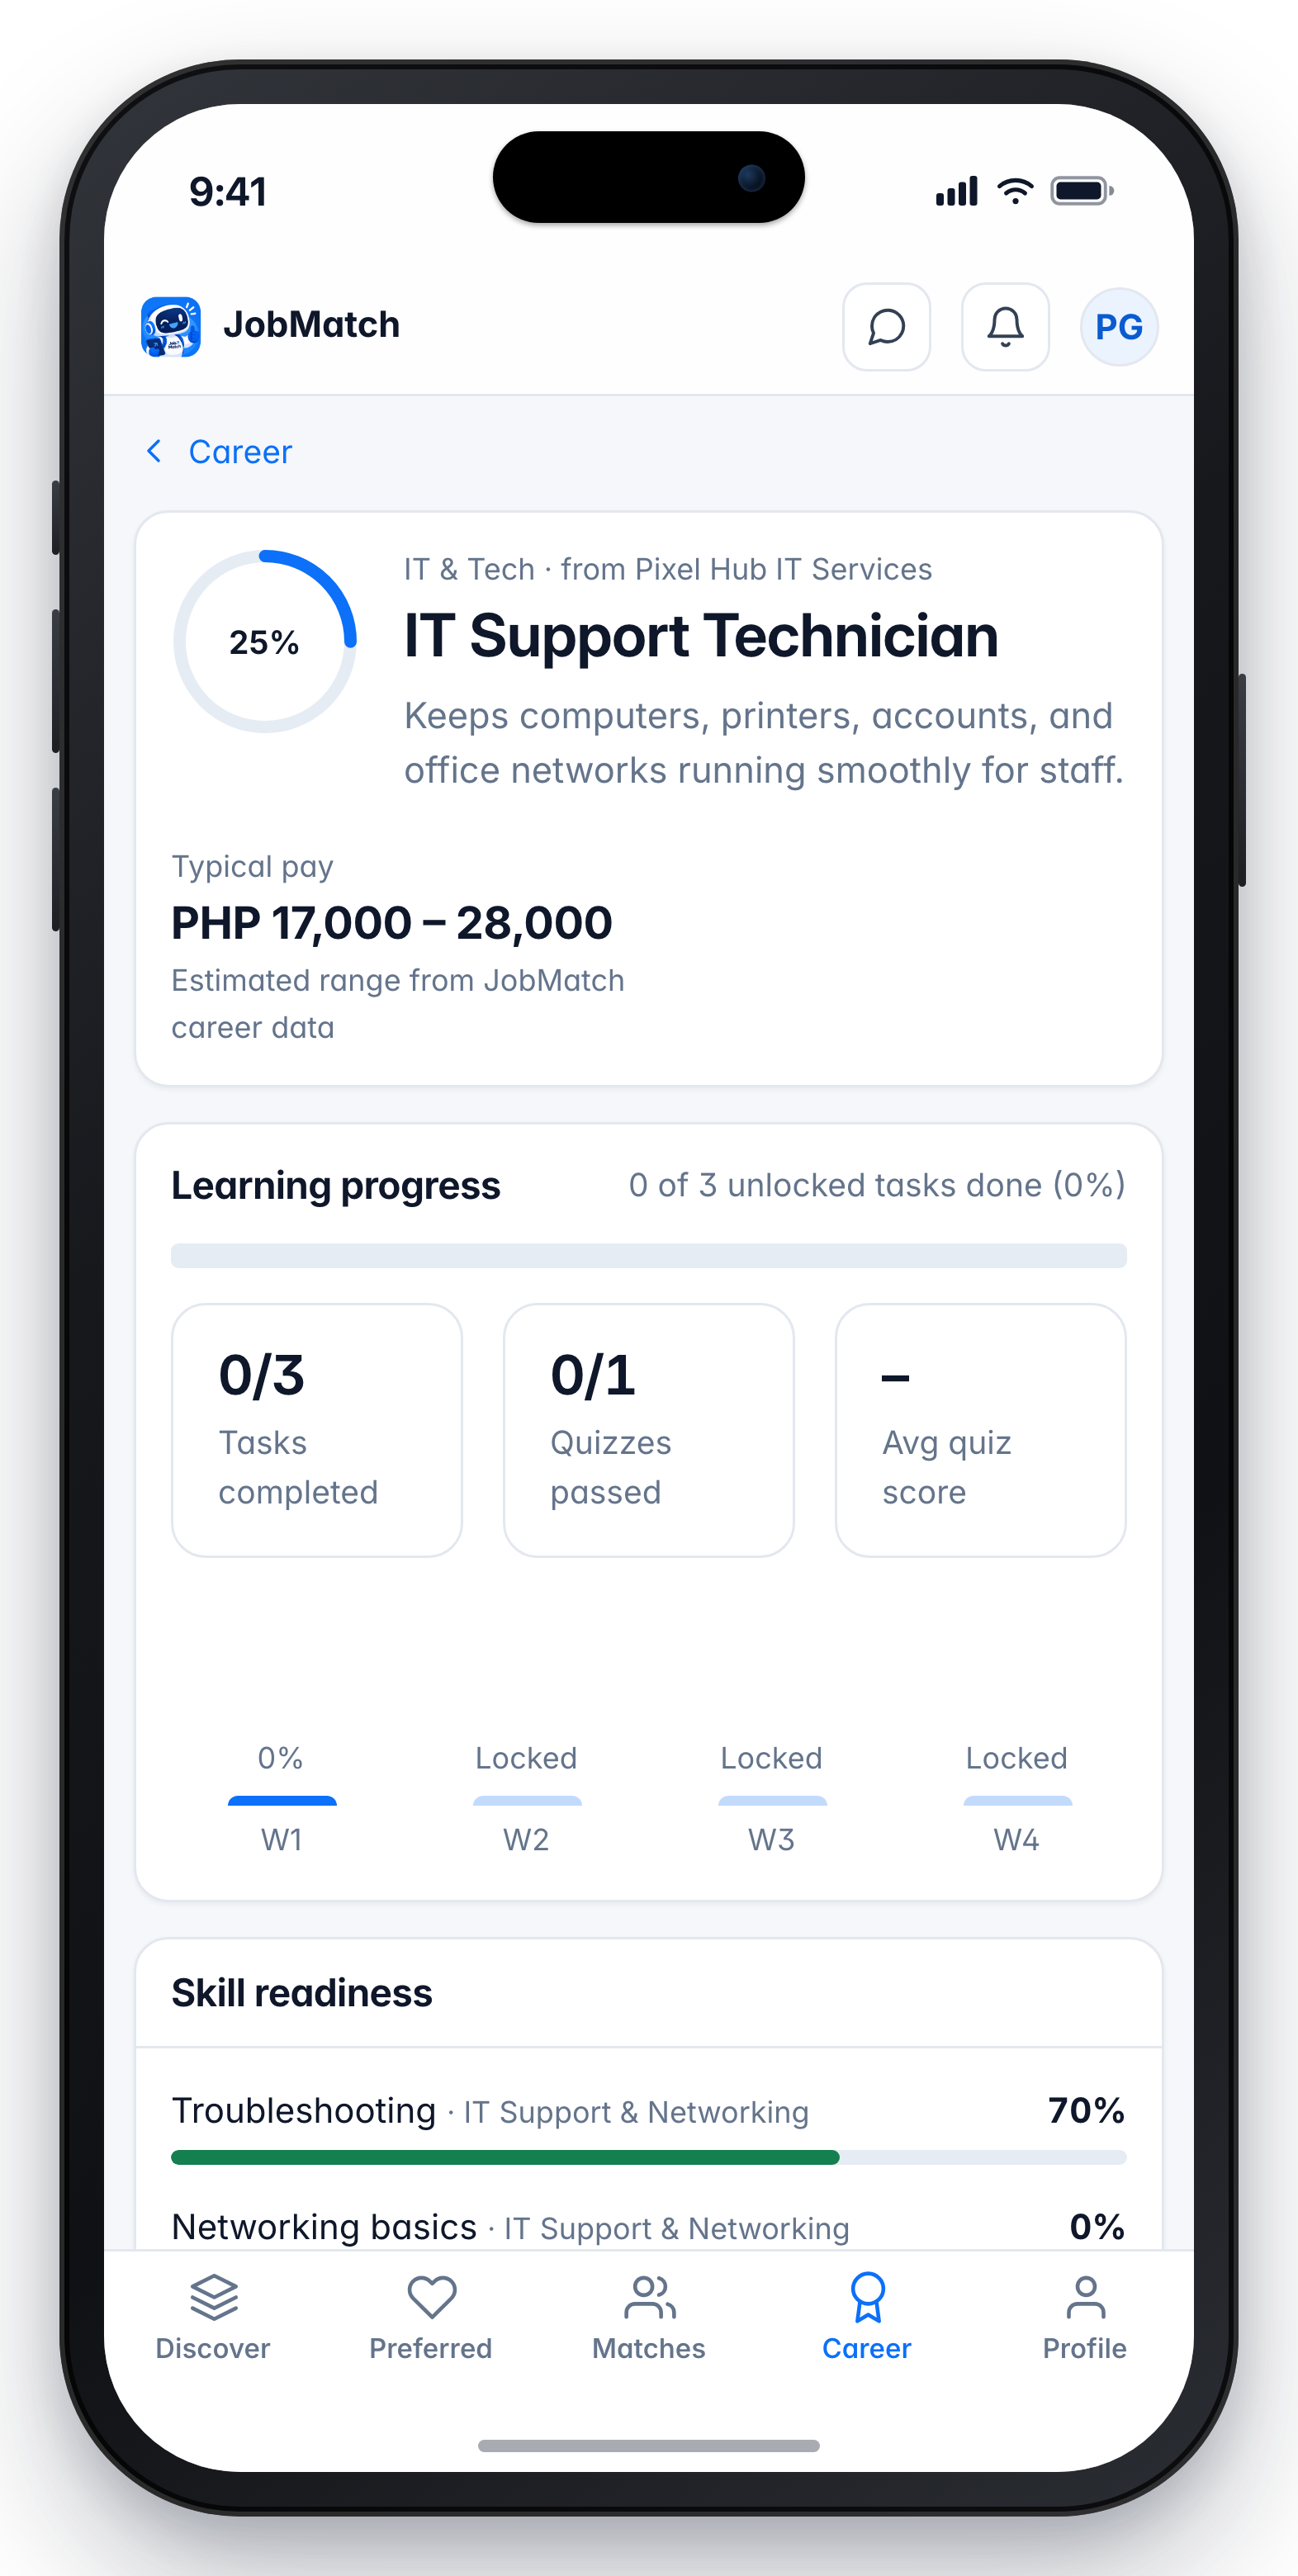 9:41
JobMatch
PG
Career
25%
IT & Tech · from Pixel Hub IT Services
IT Support Technician
Keeps computers, printers, accounts, and
office networks running smoothly for staff.
Typical pay
PHP 17,000 – 28,000
Estimated range from JobMatch
career data
Learning progress
0 of 3 unlocked tasks done (0%)
0/3
Tasks
completed
0/1
Quizzes
passed
–
Avg quiz
score
0%
Locked
Locked
Locked
W1
W2
W3
W4
Skill readiness
Troubleshooting · IT Support & Networking
70%
Networking basics · IT Support & Networking
0%
Discover
Preferred
Matches
Career
Profile